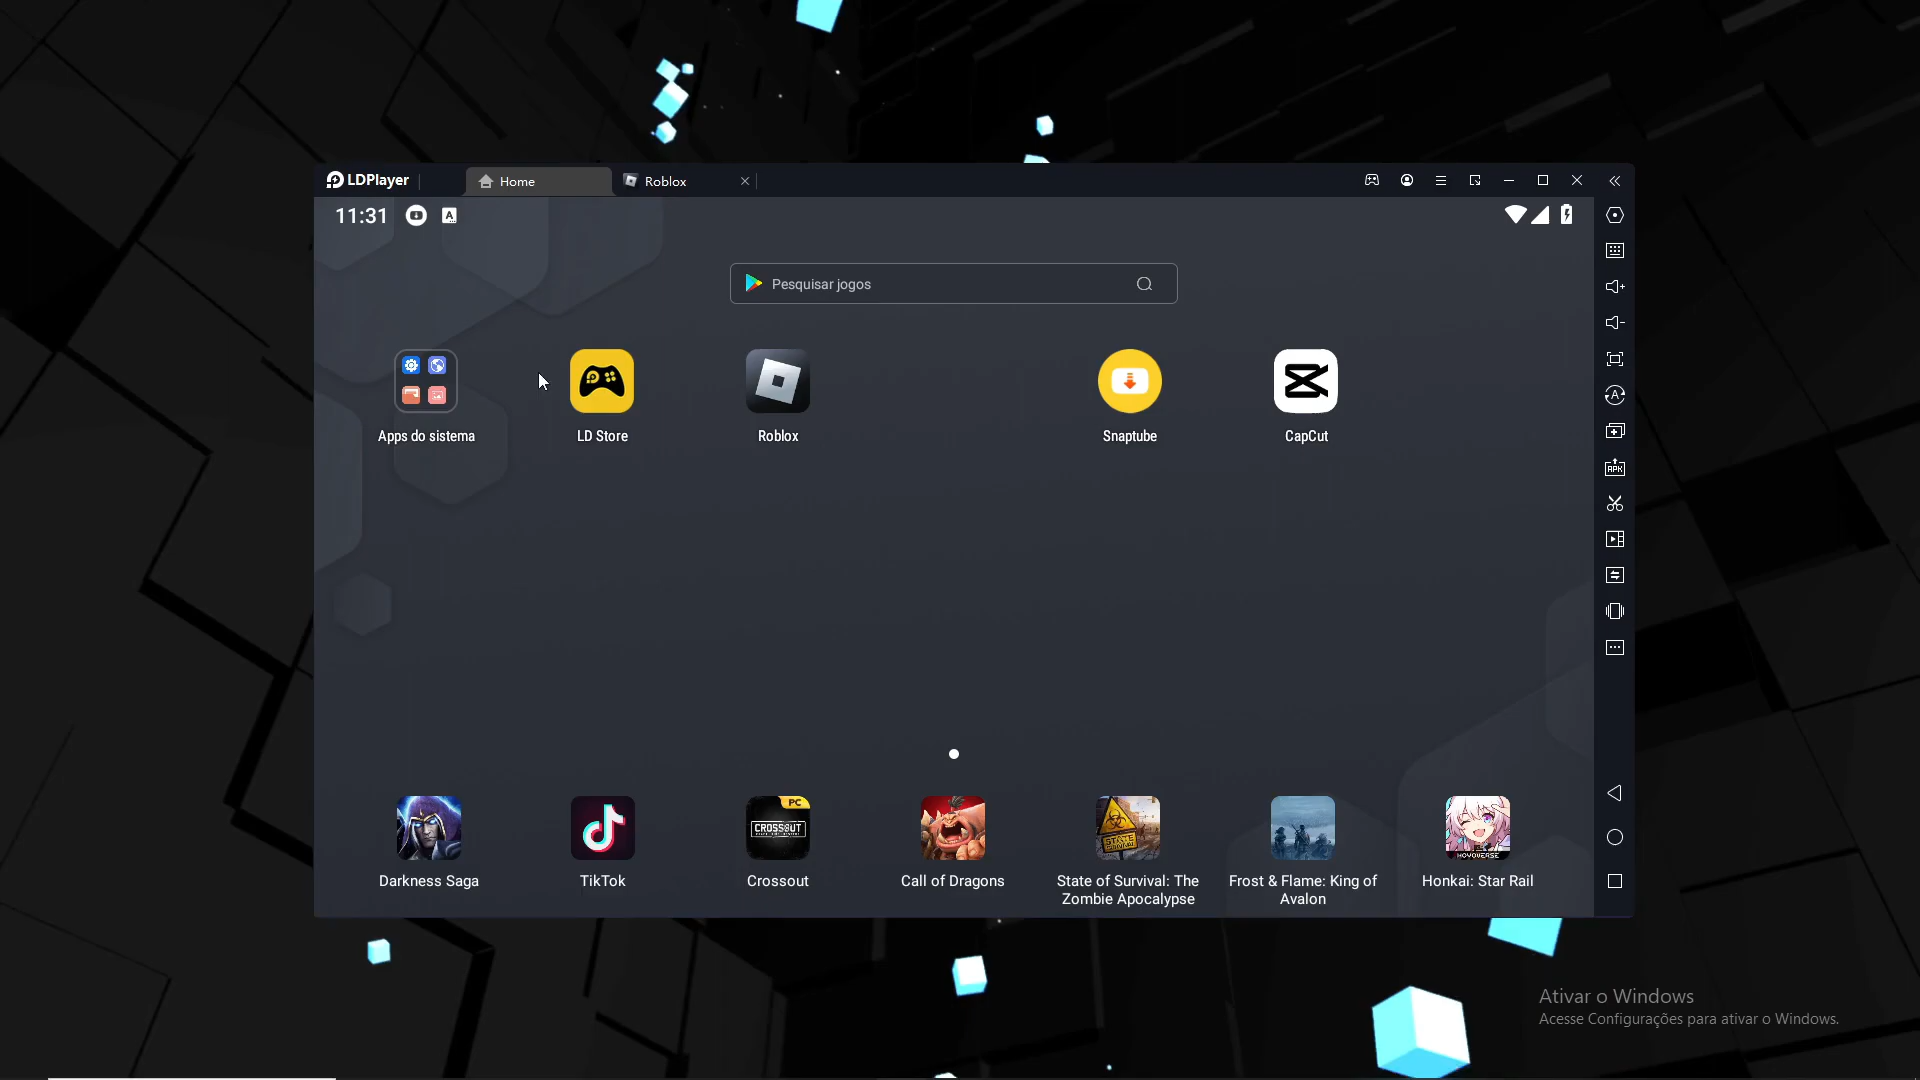 LDPlayer
Home
Roblox
11:31
A
Pesquisar jogos
Apps do sistema
LD Store
Roblox
Snaptube
CapCut
A
APK
PC
CROSSOUT
HOYOVERSE
Darkness Saga
TikTok
Crossout
Call of Dragons
State of Survival: The
Zombie Apocalypse
Frost & Flame: King of
Avalon
Honkai: Star Rail
Ativar o Windows
Acesse Configurações para ativar o Windows.